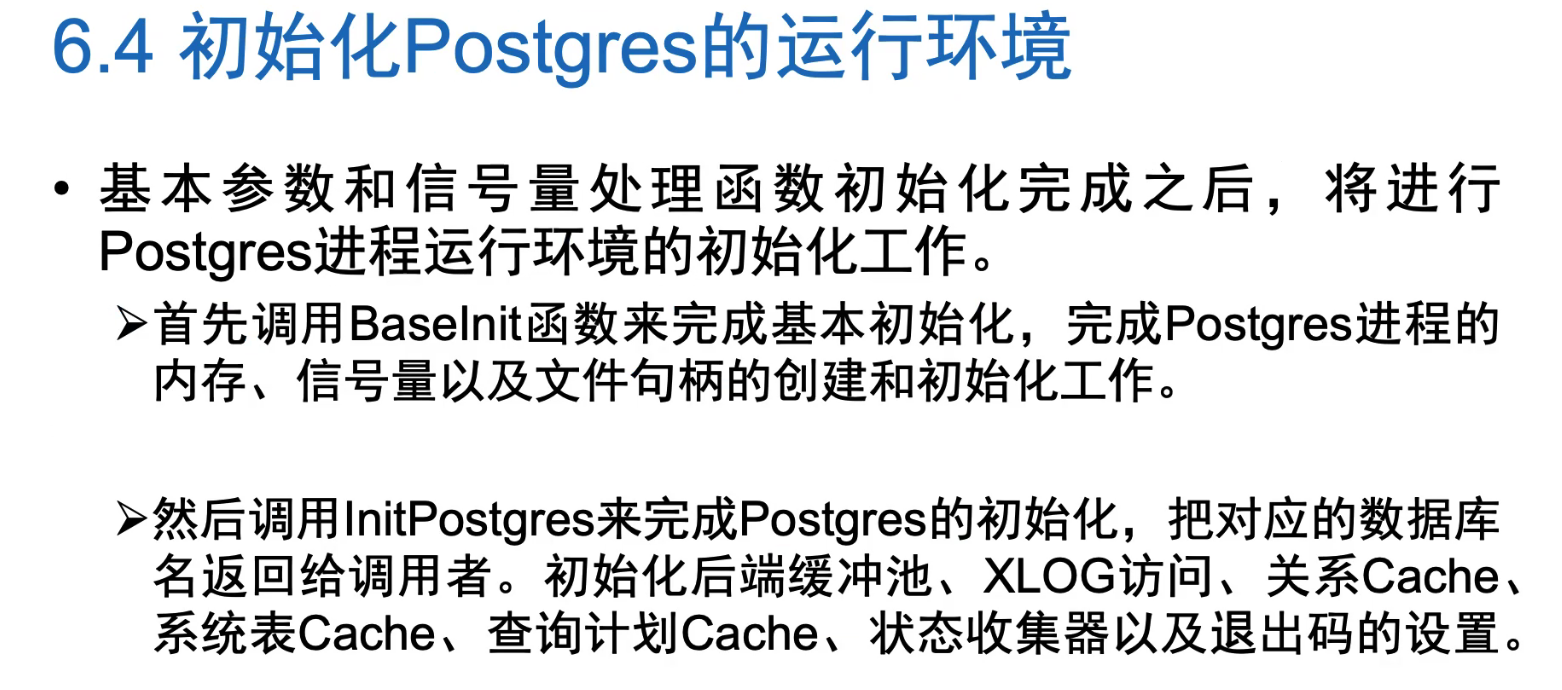 6.4 初始化Postgres的运行环境
• 基本参数和信号量处理函数初始化完成之后，将进行
Postgres进程运行环境的初始化工作。
➢首先调用BaseInit函数来完成基本初始化，完成Postgres进程的
内存、信号量以及文件句柄的创建和初始化工作。
➢然后调用InitPostgres来完成Postgres的初始化，把对应的数据库
名返回给调用者。初始化后端缓冲池、XLOG访问、关系Cache、
系统表Cache、查询计划Cache、状态收集器以及退出码的设置。